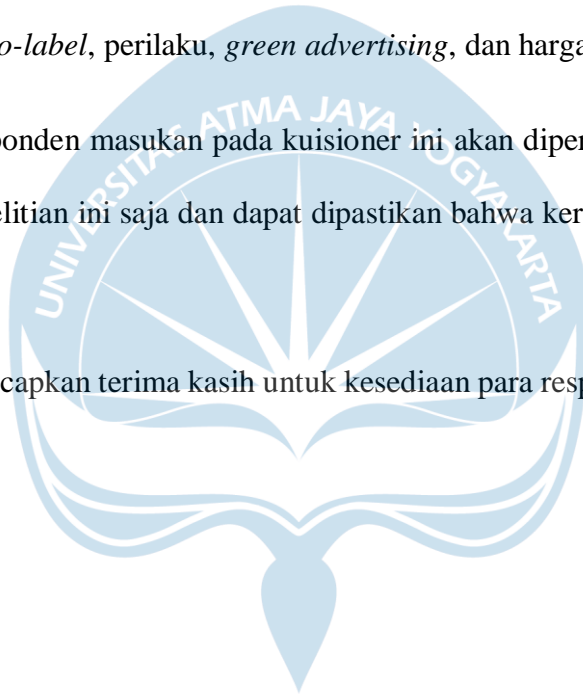 o-label, perilaku, green advertising, dan harga
UNIVERSITAS ATMA JAYA YOGYAKARTA
onden masukan pada kuisioner ini akan diper
elitian ini saja dan dapat dipastikan bahwa ker
capkan terima kasih untuk kesediaan para resp